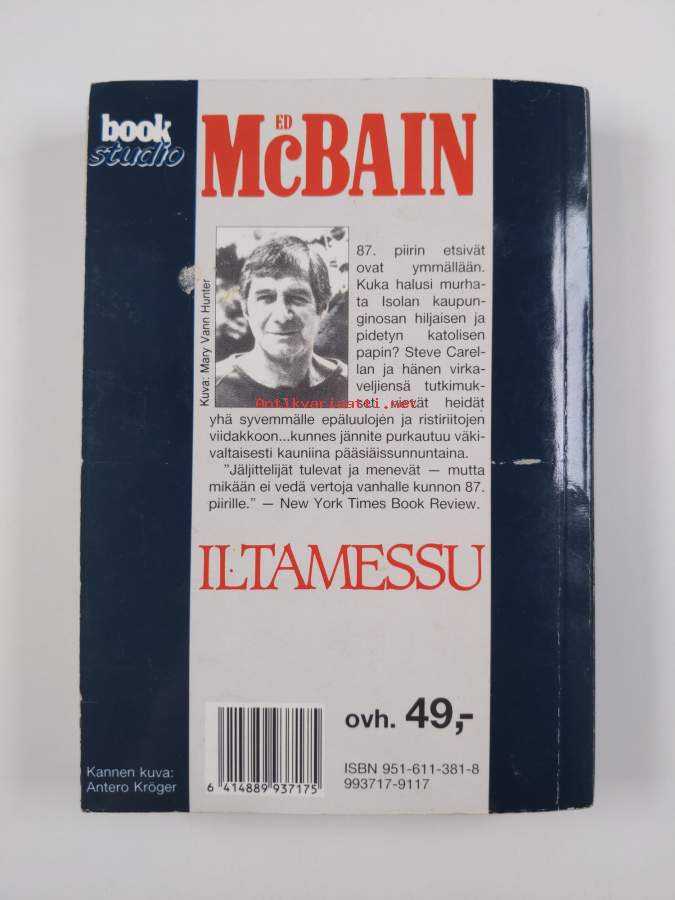 book
studio
ED
McBAIN
Kuva: Mary Vann Hunter
87. piirin etsivät
ovat ymmällään.
Kuka halusi murha-
ta Isolan kaupun-
ginosan hiljaisen ja
pidetyn katolisen
papin? Steve Carel-
lan ja hänen virka-
veljiensä tutkimuk-
set vievät heidät
yhä syvemmälle epäluulojen ja ristiriitojen
viidakkoon...kunnes jännite purkautuu väki-
valtaisesti kauniina pääsiäissunnuntaina.
"Jäljittelijät tulevat ja menevät — mutta
mikään ei vedä vertoja vanhalle kunnon 87.
piirille." — New York Times Book Review.
Antikvariaatti.net
ILTAMESSU
ovh. 49,-
ISBN 951-611-381-8
993717-9117
6 414889 937175
Kannen kuva:
Antero Kröger